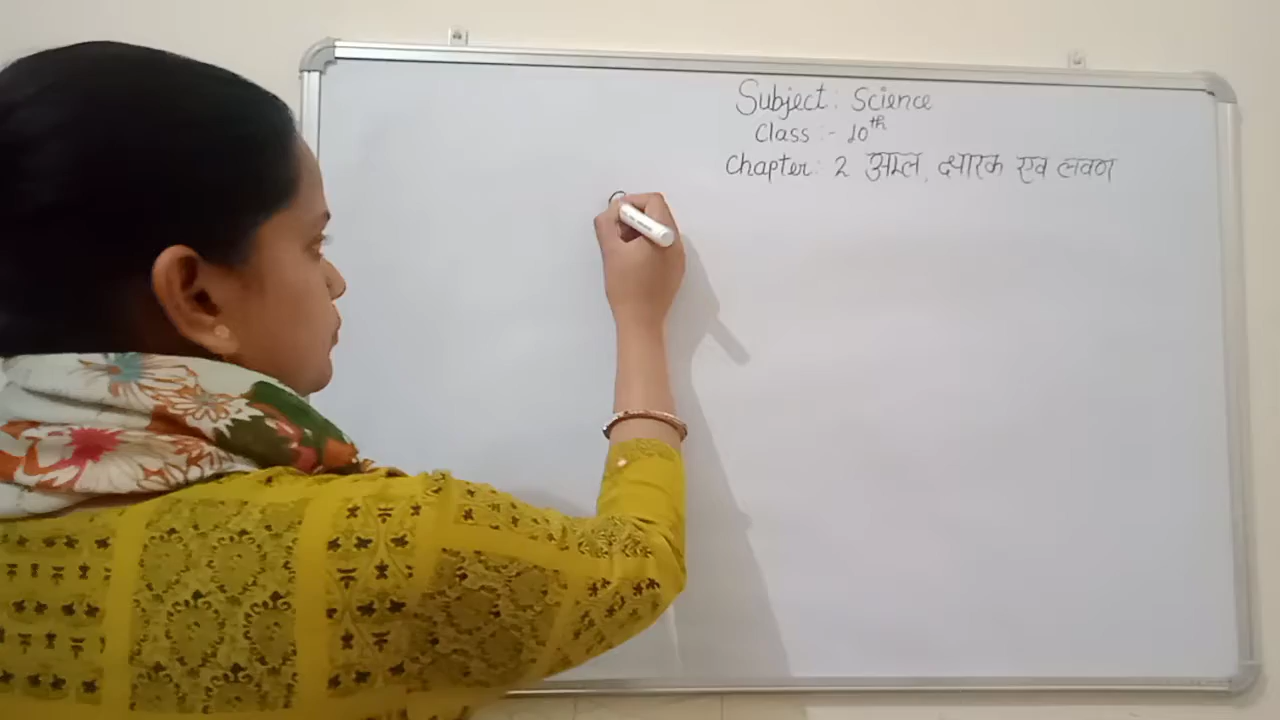 Subject: Science
Class :- 10th
Chapter: 2 अम्ल, क्षारक एव लवण